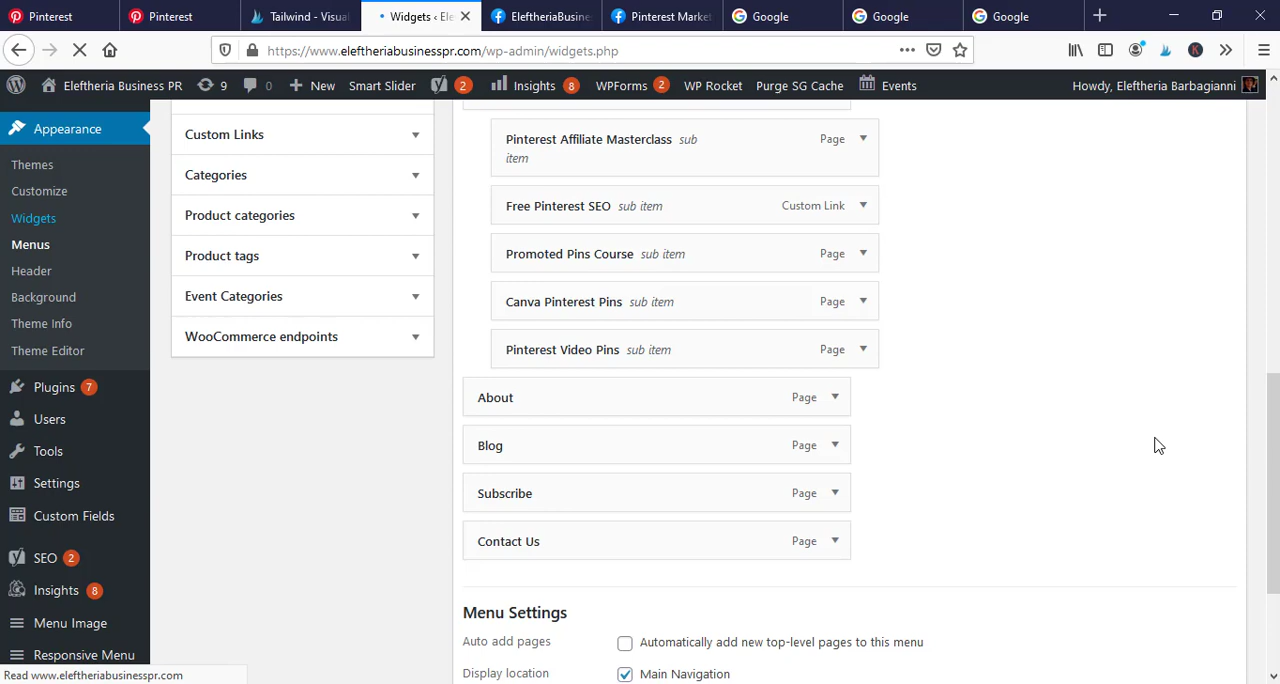 Pinterest
Pinterest
Tailwind - Visual
Widgets ‹ Ele
EleftheriaBusine
Pinterest Market
Google
Google
Google
https://www.eleftheriabusinesspr.com/wp-admin/widgets.php
Eleftheria Business PR
9
0
New
Smart Slider
2
Insights 8
WPForms 2
WP Rocket
Purge SG Cache
Events
Howdy, Eleftheria Barbagianni
Appearance
Themes
Customize
Widgets
Menus
Header
Background
Theme Info
Theme Editor
Plugins 7
Users
Tools
Settings
Custom Fields
SEO 2
Insights 8
Menu Image
Responsive Menu
Custom Links
Categories
Product categories
Product tags
Event Categories
WooCommerce endpoints
Pinterest Affiliate Masterclass sub
item
Page
Free Pinterest SEO sub item Custom Link
Promoted Pins Course sub item Page
Canva Pinterest Pins sub item Page
Pinterest Video Pins sub item Page
About Page
Blog Page
Subscribe Page
Contact Us Page
Menu Settings
Auto add pages Automatically add new top-level pages to this menu
Display location Main Navigation
Read www.eleftheriabusinesspr.com